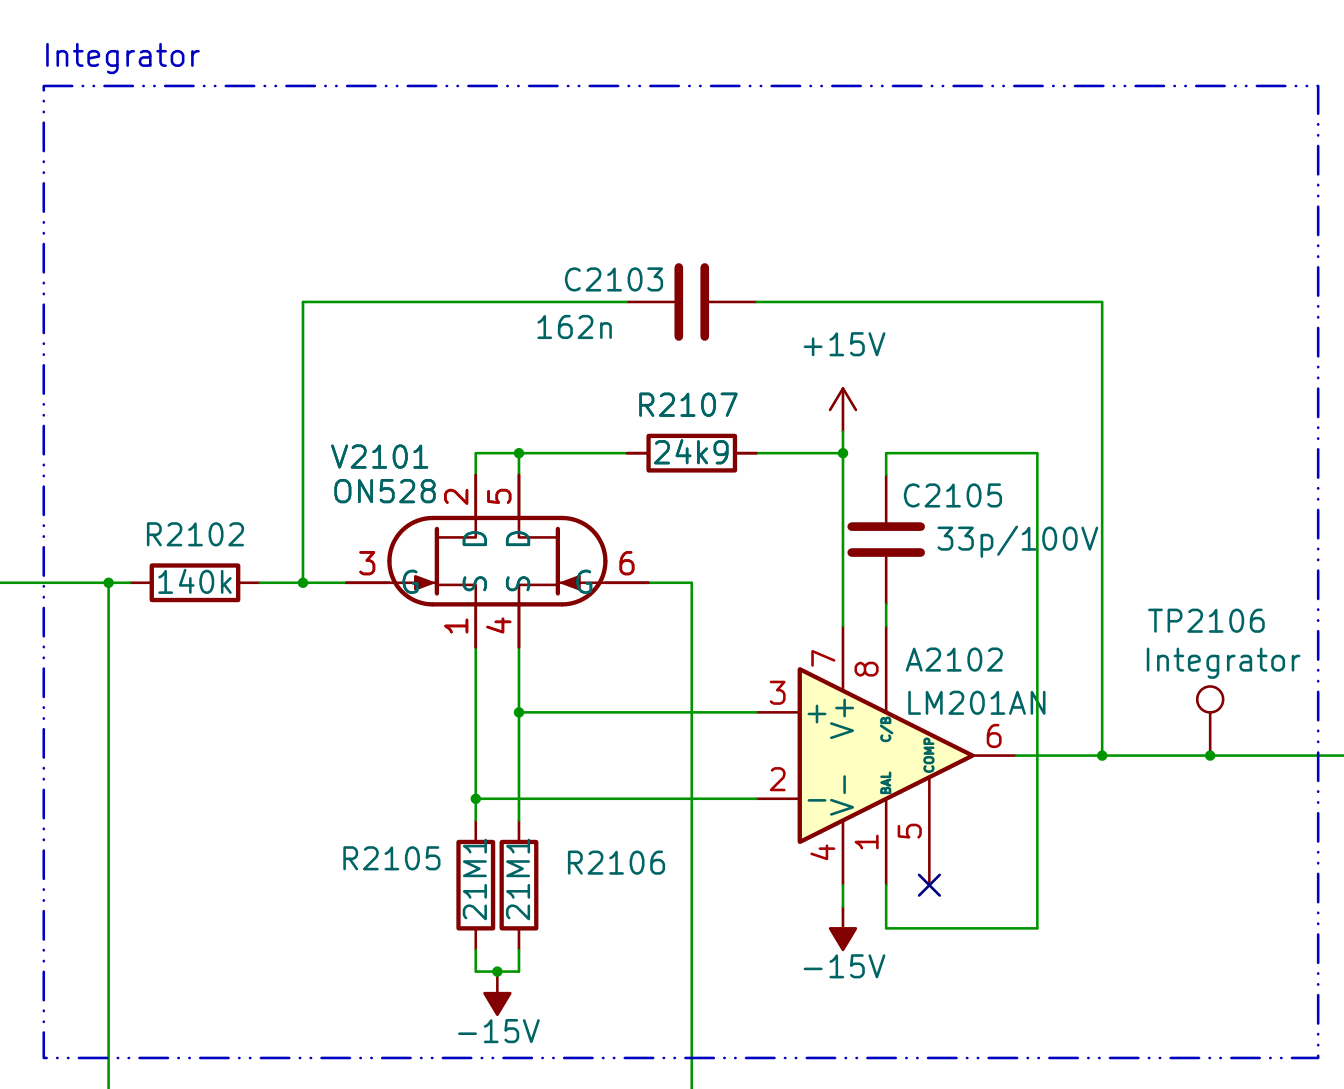 Integrator
C2103
162n
+15V
R2107
24k9
V2101
ON528
2
5
C2105
33p/100V
R2102
140k
3
6
G
D
S
D
S
G
1
4
TP2106
Integrator
7
8
A2102
LM201AN
3
+
V+
C/B
COMP
6
2
-
V-
BAL
4
1
5
R2105
21M1
21M1
R2106
-15V
-15V